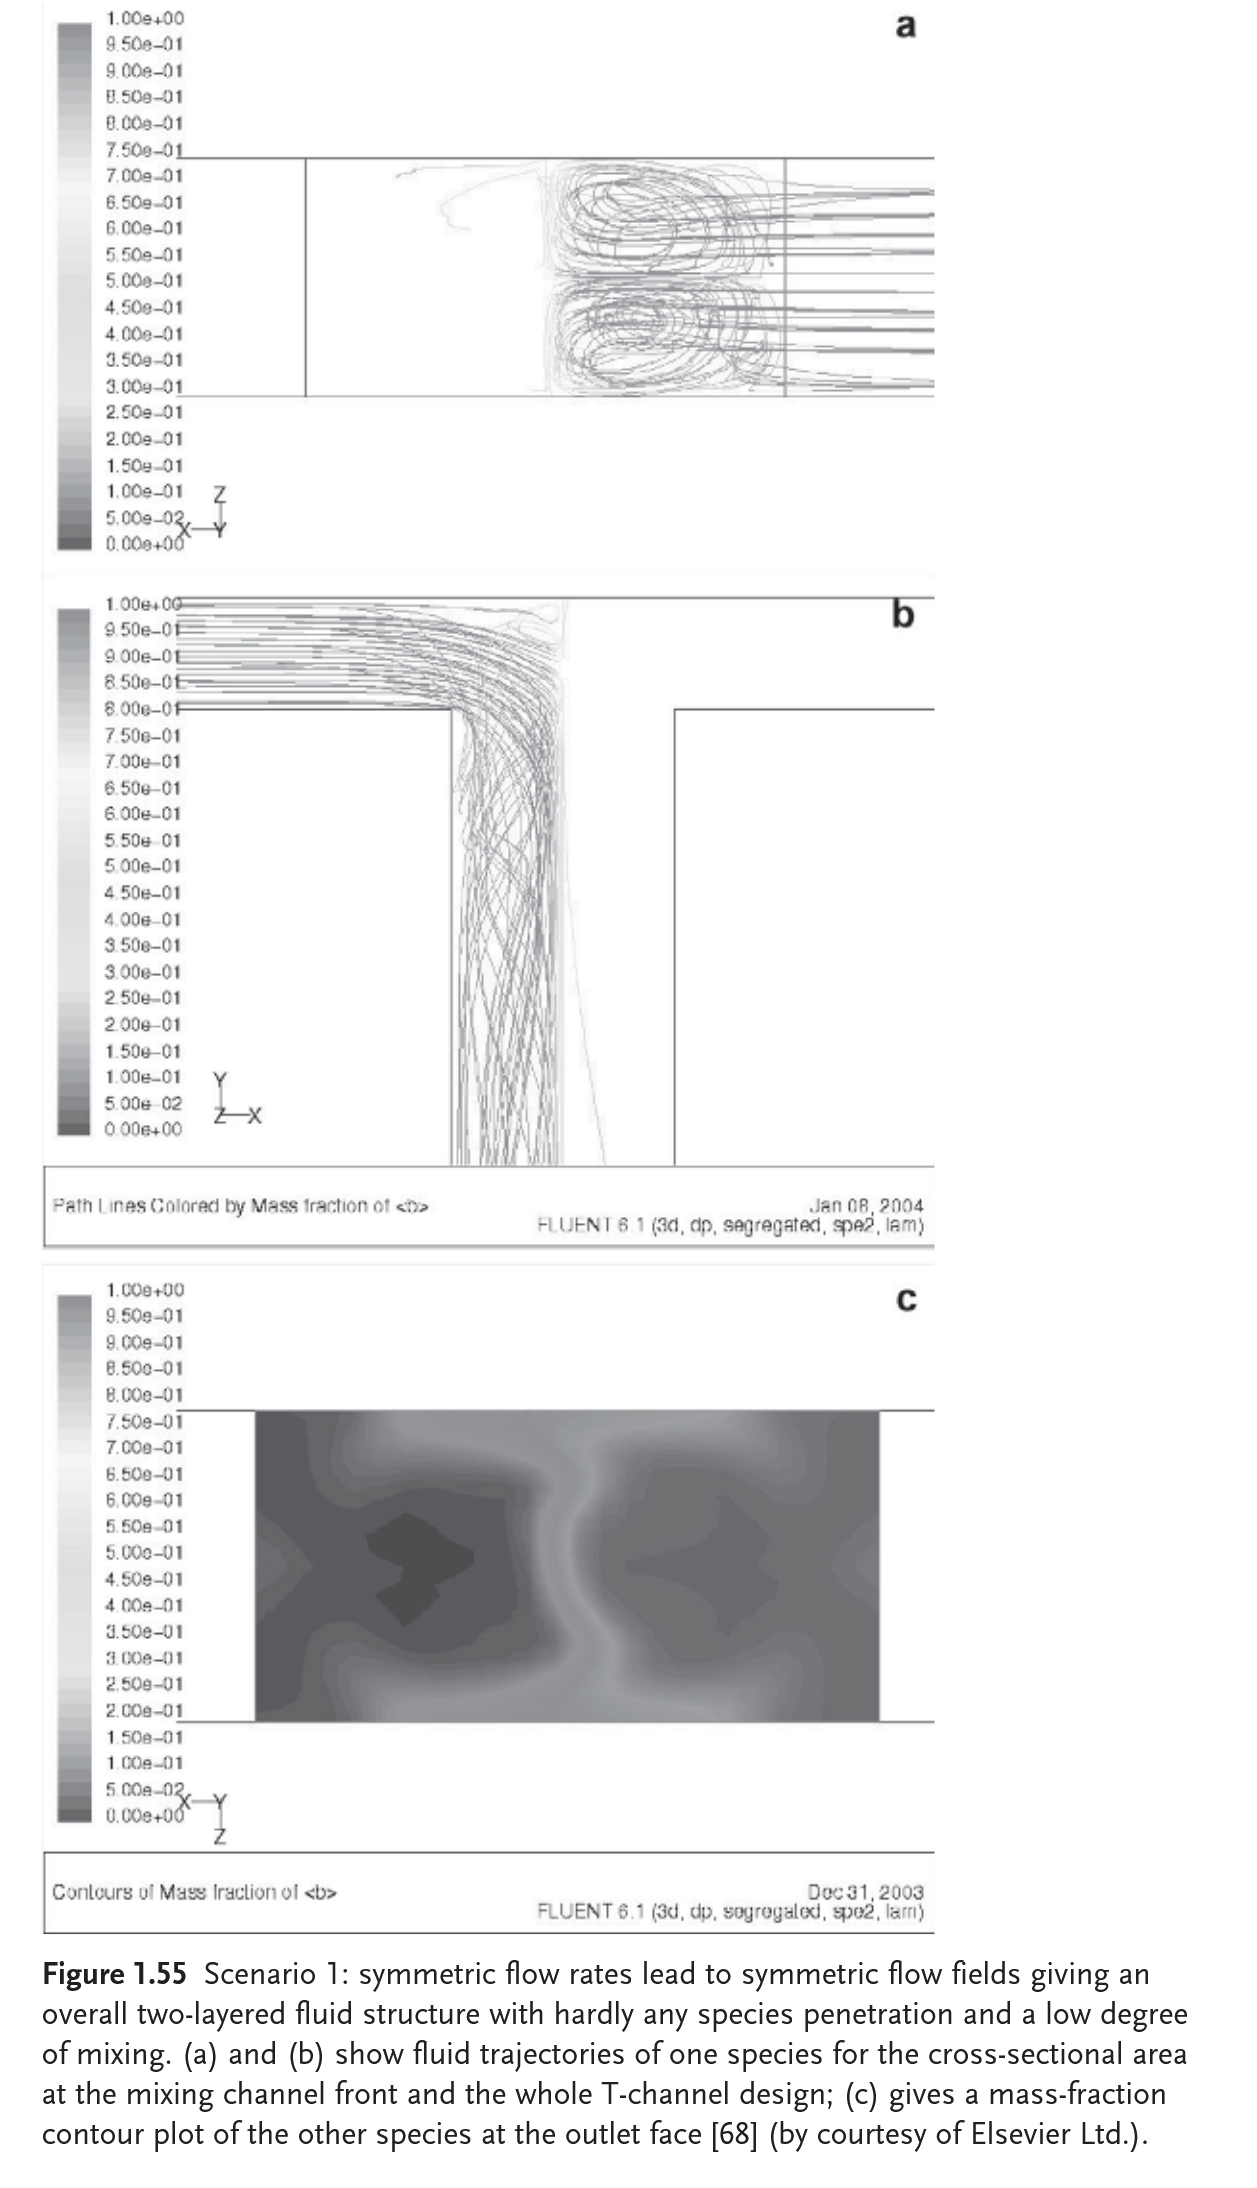 1.00e+00
a
9.50e−01
9.00e−01
8.50e−01
8.00e−01
7.50e−01
7.00e−01
6.50e−01
6.00e−01
5.50e−01
5.00e−01
4.50e−01
4.00e−01
3.50e−01
3.00e−01
2.50e−01
2.00e−01
1.50e−01
1.00e−01
Z
5.00e−02
X
Y
0.00e+00
1.00e+00
b
9.50e−01
9.00e−01
8.50e−01
8.00e−01
7.50e−01
7.00e−01
6.50e−01
6.00e−01
5.50e−01
5.00e−01
4.50e−01
4.00e−01
3.50e−01
3.00e−01
2.50e−01
2.00e−01
1.50e−01
1.00e−01
Y
5.00e−02
Z
X
0.00e+00
Path Lines Colored by Mass fraction of <b>
Jan 08, 2004
FLUENT 6.1 (3d, dp, segregated, spe2, lam)
1.00e+00
c
9.50e−01
9.00e−01
8.50e−01
8.00e−01
7.50e−01
7.00e−01
6.50e−01
6.00e−01
5.50e−01
5.00e−01
4.50e−01
4.00e−01
3.50e−01
3.00e−01
2.50e−01
2.00e−01
1.50e−01
1.00e−01
5.00e−02
X
Y
0.00e+00
Z
Contours of Mass fraction of <b>
Dec 31, 2003
FLUENT 6.1 (3d, dp, segregated, spe2, lam)
Figure 1.55 Scenario 1: symmetric flow rates lead to symmetric flow fields giving an
overall two-layered fluid structure with hardly any species penetration and a low degree
of mixing. (a) and (b) show fluid trajectories of one species for the cross-sectional area
at the mixing channel front and the whole T-channel design; (c) gives a mass-fraction
contour plot of the other species at the outlet face [68] (by courtesy of Elsevier Ltd.).